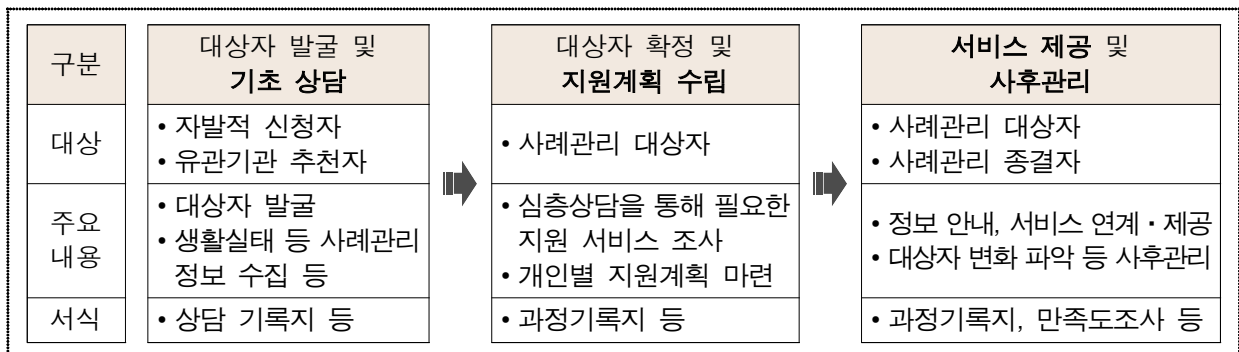 구분
대상자 발굴 및
기초 상담
대상자 확정 및
지원계획 수립
서비스 제공 및
사후관리
대상
• 자발적 신청자
• 유관기관 추천자
• 사례관리 대상자
• 사례관리 대상자
• 사례관리 종결자
주요
내용
• 대상자 발굴
• 생활실태 등 사례관리
정보 수집 등
• 심층상담을 통해 필요한
지원 서비스 조사
• 개인별 지원계획 마련
• 정보 안내, 서비스 연계・제공
• 대상자 변화 파악 등 사후관리
서식
• 상담 기록지 등
• 과정기록지 등
• 과정기록지, 만족도조사 등